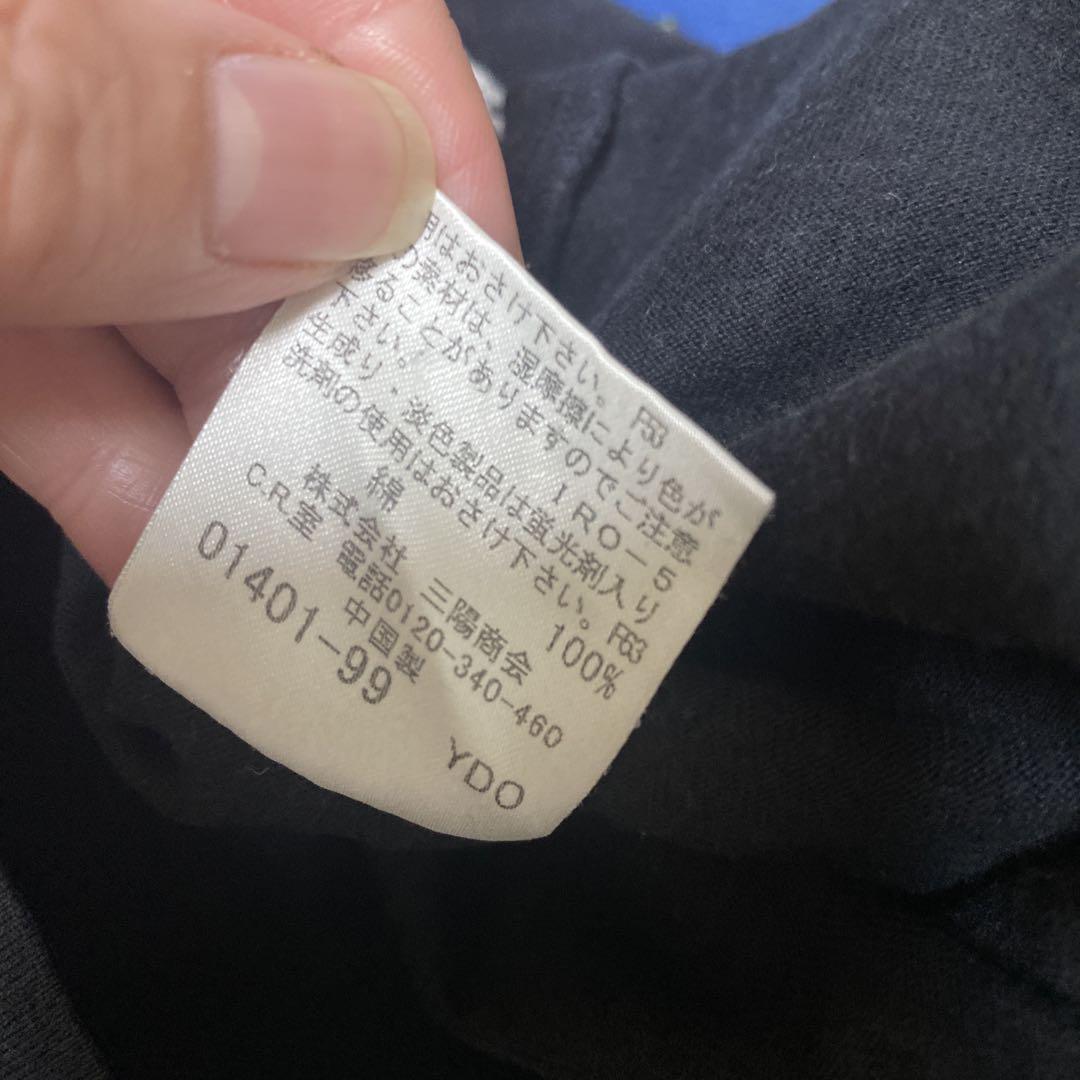 用はおさけ下さい。 F53
の素材は、湿摩擦により色が
移ることがありますのでご注意
下さい。 IRO-5
生成り・淡色製品は蛍光剤入り
洗剤の使用はおさけ下さい。F63
綿 100%
株式会社 三陽商会
C.R.室 電話0120-340-460
中国製
01401-99
YDO